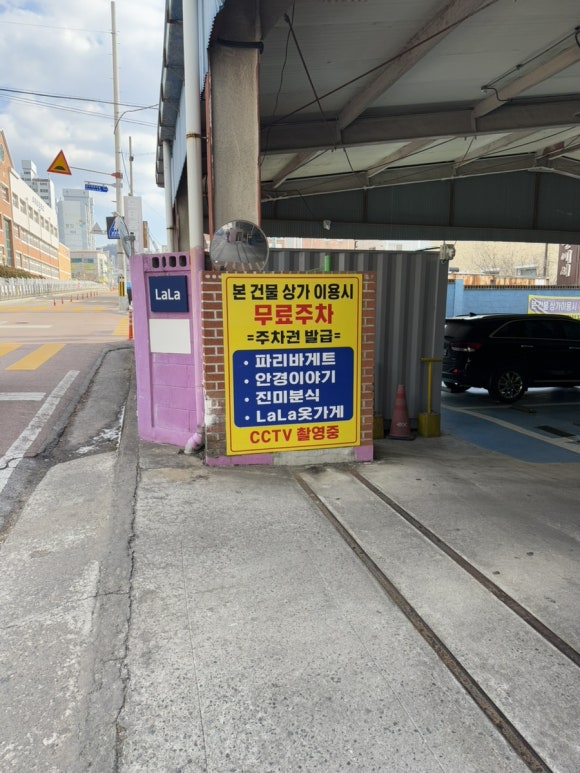 LaLa
본 건물 상가 이용시
무료주차
=주차권 발급=
· 파리바게트
· 안경이야기
· 진미분식
· LaLa옷가게
CCTV 촬영중